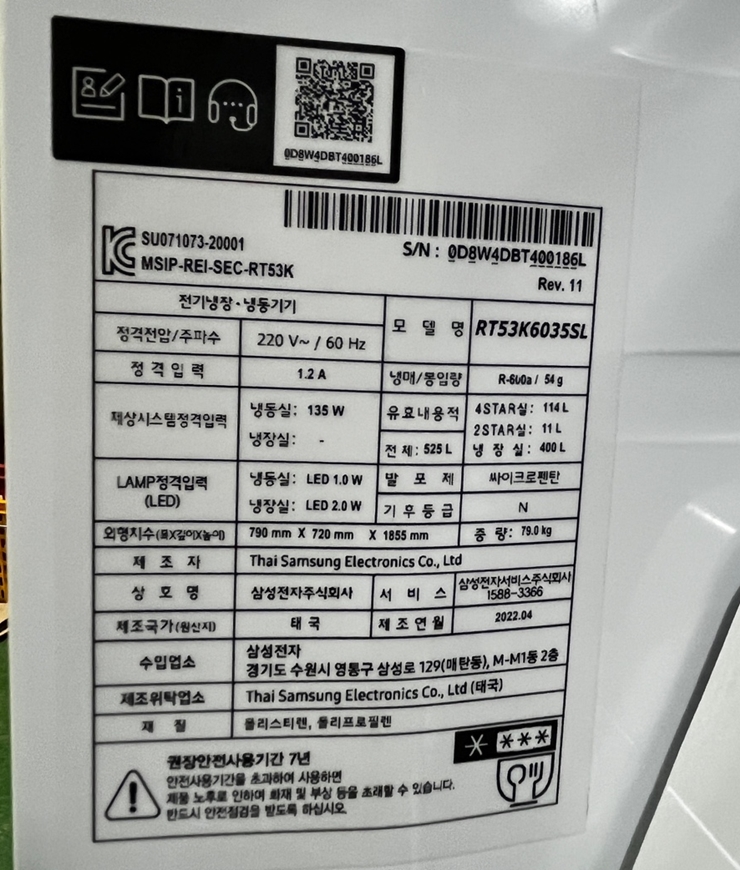 0D8W4DBT400186L
SU071073-20001
MSIP-REI-SEC-RT53K
S/N : 0D8W4DBT400186L
Rev. 11
전기냉장·냉동기기
모 델 명 RT53K6035SL
정격전압/주파수 220 V~ / 60 Hz
정 격 입 력 1.2 A 냉매/봉입량 R-600a / 54 g
제상시스템정격입력 냉동실: 135 W
냉장실: -
유효내용적
전 체: 525 L
4STAR실: 114 L
2STAR실: 11 L
냉 장 실: 400 L
LAMP정격입력
(LED)
냉동실: LED 1.0 W
냉장실: LED 2.0 W
발 포 제 싸이크로펜탄
기 후 등 급 N
외형치수(폭X깊이X높이) 790 mm X 720 mm X 1855 mm 중 량: 79.0 kg
제 조 자 Thai Samsung Electronics Co., Ltd
상 호 명 삼성전자주식회사 서 비 스 삼성전자서비스주식회사
1588-3366
제조국가(원산지) 태 국 제 조 연 월 2022.04
수입업소 삼성전자
경기도 수원시 영통구 삼성로 129(매탄동), M-M1동 2층
제조위탁업소 Thai Samsung Electronics Co., Ltd (태국)
재 질 폴리스티렌, 폴리프로필렌
권장안전사용기간 7년
안전사용기간을 초과하여 사용하면
제품 노후로 인하여 화재 및 부상 등을 초래할 수 있습니다.
반드시 안전점검을 받도록 하십시오.